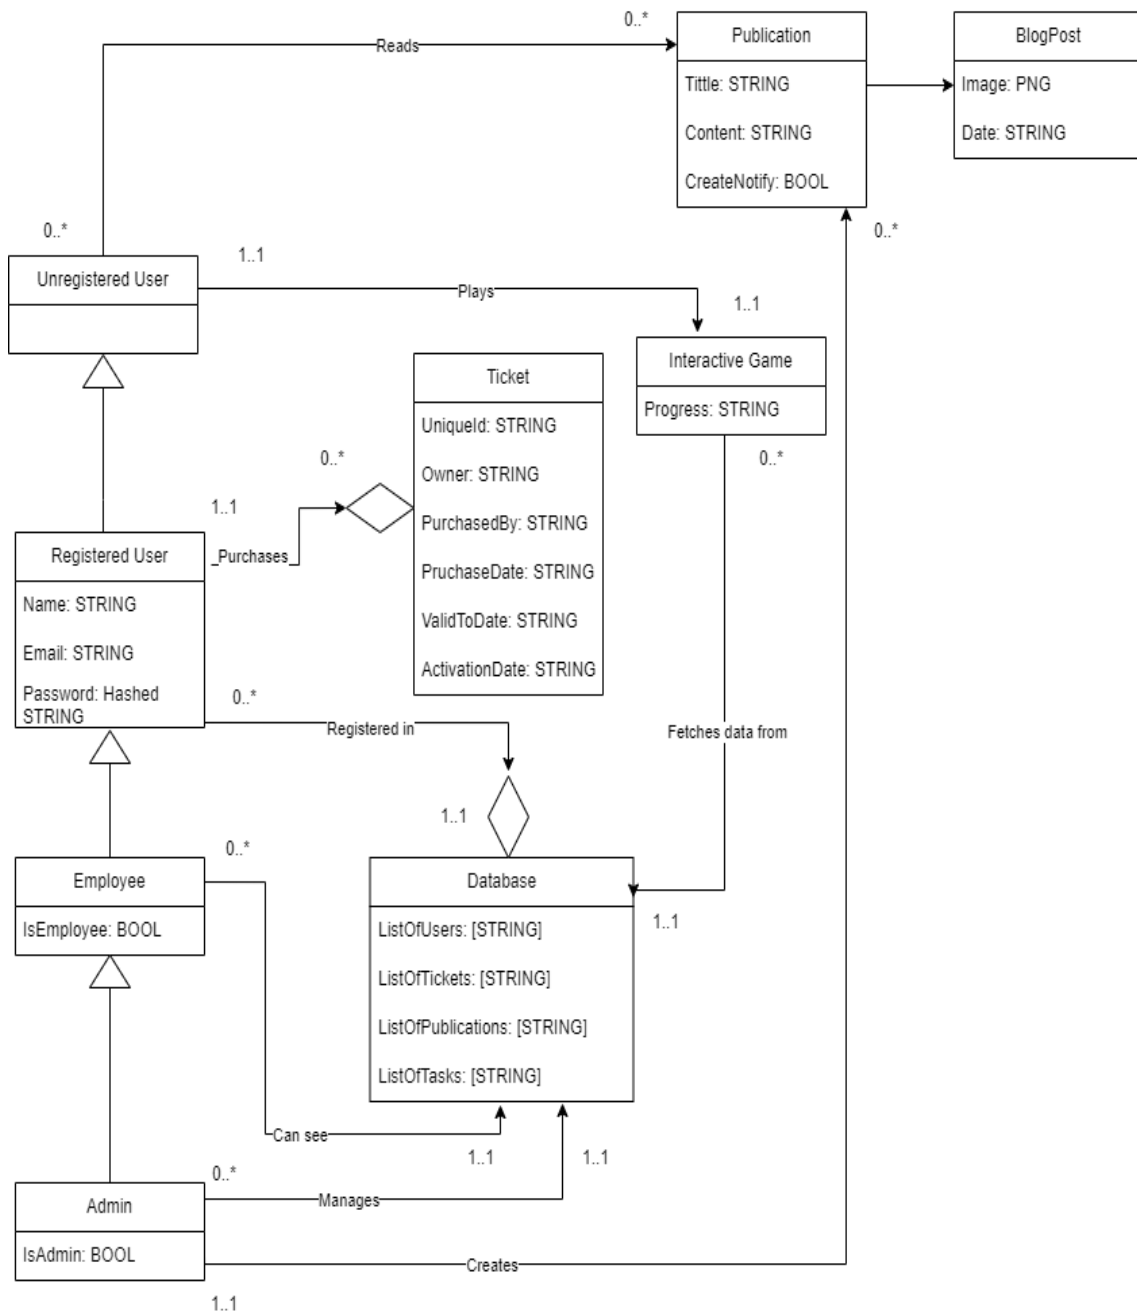 0..*
Reads
Publication
Tittle: STRING
Content: STRING
CreateNotify: BOOL
BlogPost
Image: PNG
Date: STRING
0..*
0..*
1..1
Unregistered User
Plays
1..1
Interactive Game
Progress: STRING
0..*
Ticket
UniqueId: STRING
Owner: STRING
PurchasedBy: STRING
PruchaseDate: STRING
ValidToDate: STRING
ActivationDate: STRING
0..*
1..1
_Purchases_
Registered User
Name: STRING
Email: STRING
Password: Hashed
STRING
0..*
Registered in
Fetches data from
1..1
0..*
Employee
IsEmployee: BOOL
Database
ListOfUsers: [STRING]
ListOfTickets: [STRING]
ListOfPublications: [STRING]
ListOfTasks: [STRING]
1..1
Can see
1..1
1..1
0..*
Manages
Admin
IsAdmin: BOOL
Creates
1..1